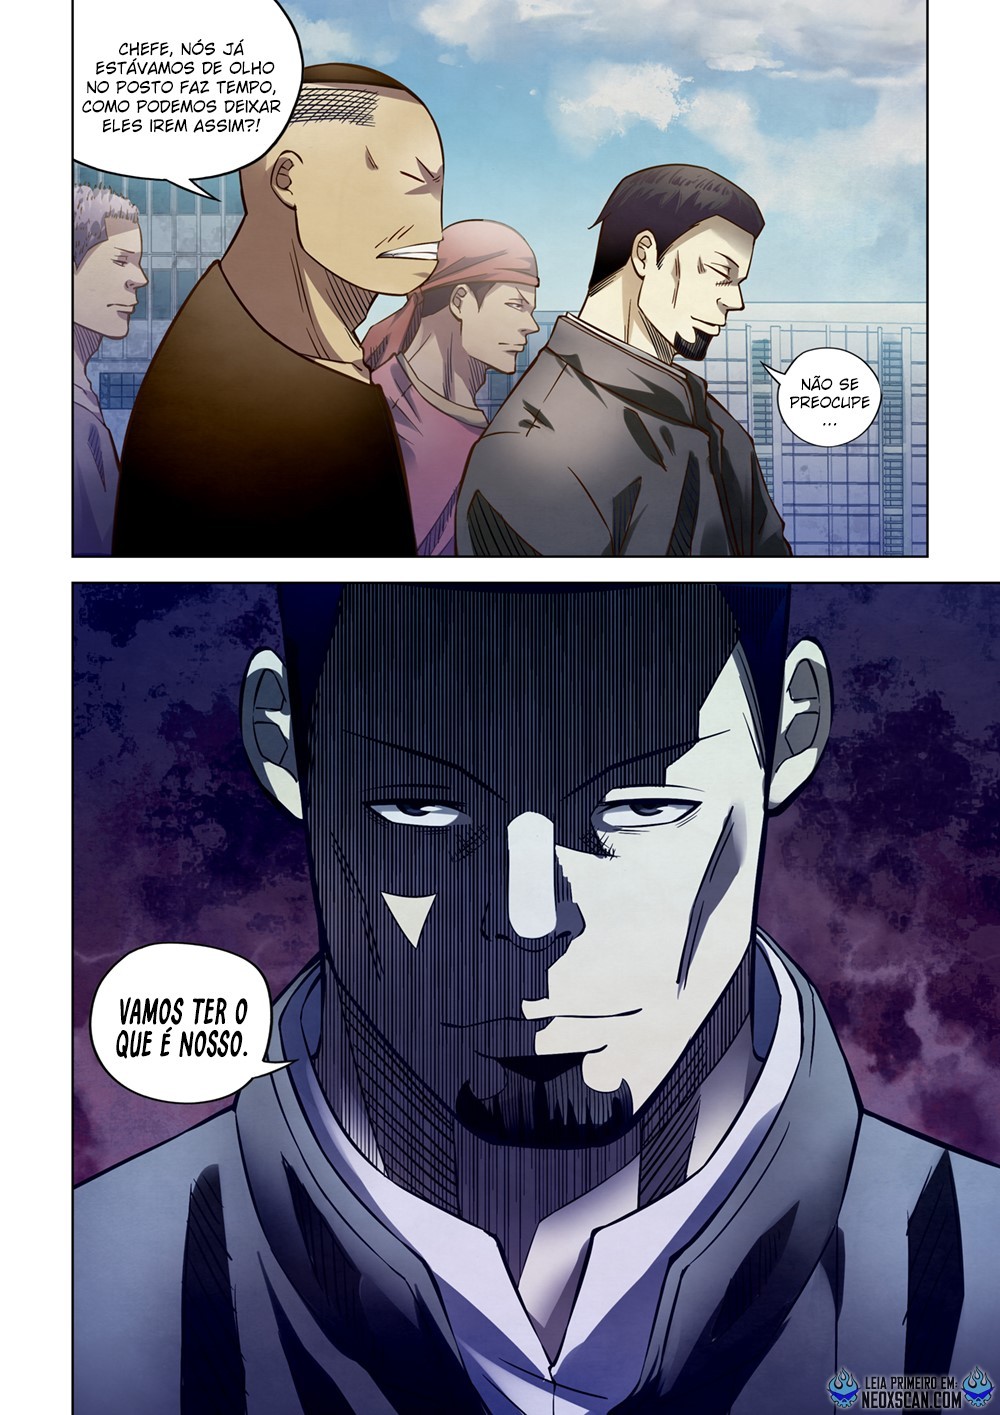 CHEFE, NÓS JÁ
ESTÁVAMOS DE OLHO
NO POSTO FAZ TEMPO,
COMO PODEMOS DEIXAR
ELES IREM ASSIM?!
NÃO SE
PREOCUPE
...
VAMOS TER O
QUE É NOSSO.
LEIA PRIMEIRO EM:
NEOXSCAN.COM